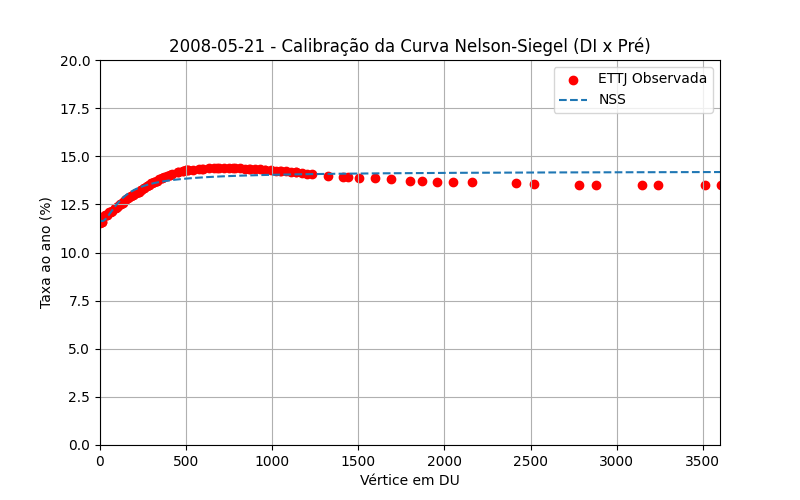 2008-05-21 - Calibração da Curva Nelson-Siegel (DI x Pré)
ETTJ Observada
NSS
Taxa ao ano (%)
20.0
17.5
15.0
12.5
10.0
7.5
5.0
2.5
0.0
0 500 1000 1500 2000 2500 3000 3500
Vértice em DU